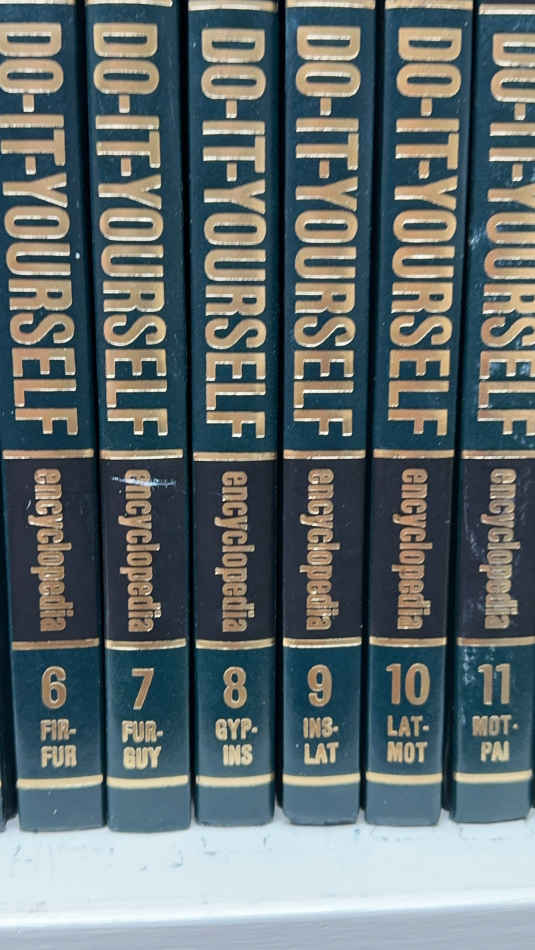 DO-IT-YOURSELF
encyclopedia
6
FIR-
FUR
DO-IT-YOURSELF
encyclopedia
7
FUR-
GUY
DO-IT-YOURSELF
encyclopedia
8
GYP-
INS
DO-IT-YOURSELF
encyclopedia
9
INS-
LAT
DO-IT-YOURSELF
encyclopedia
10
LAT-
MOT
DO-IT-YOURSELF
encyclopedia
11
MOT-
PAI